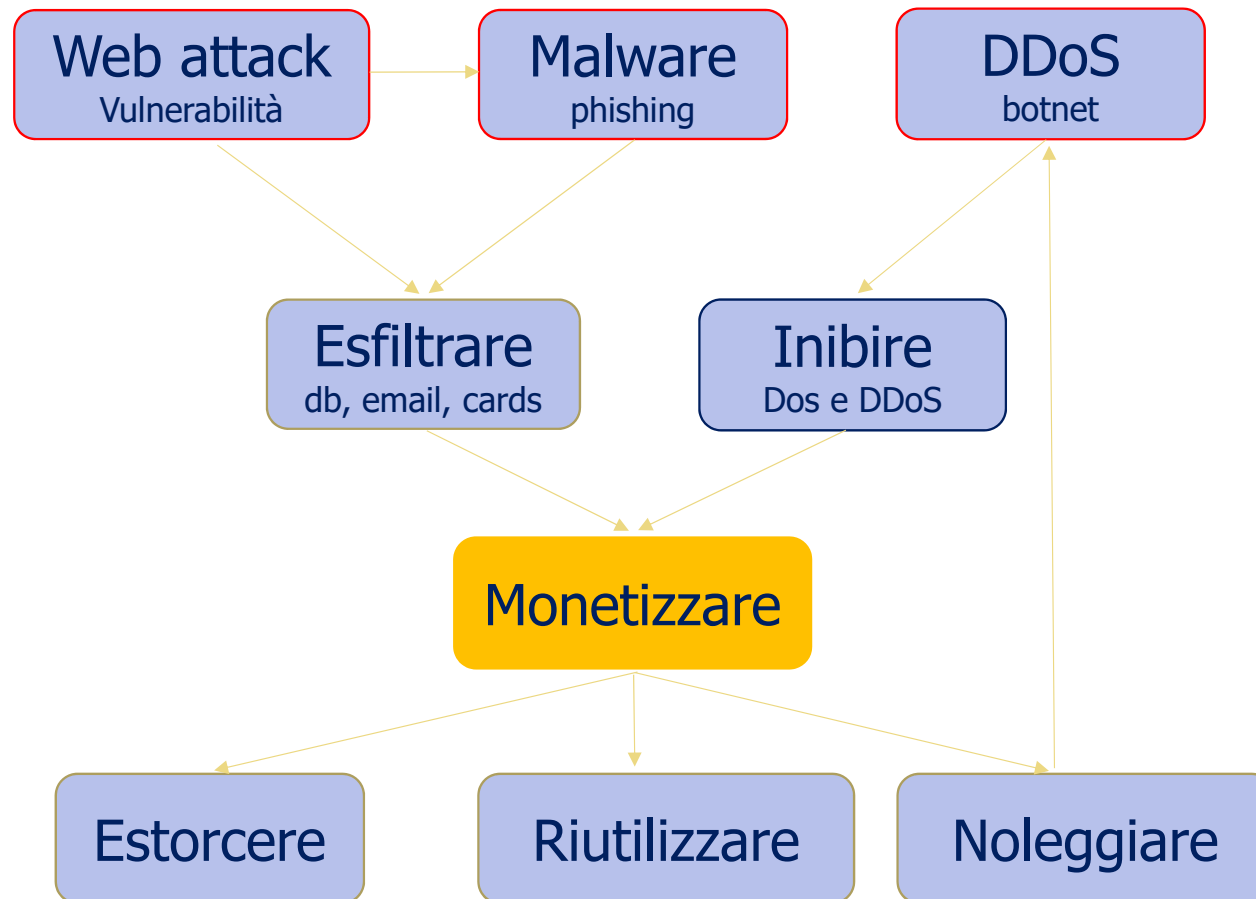 Web attack
Vulnerabilità
Malware
phishing
DDoS
botnet
Esfiltrare
db, email, cards
Inibire
Dos e DDoS
Monetizzare
Estorcere
Riutilizzare
Noleggiare